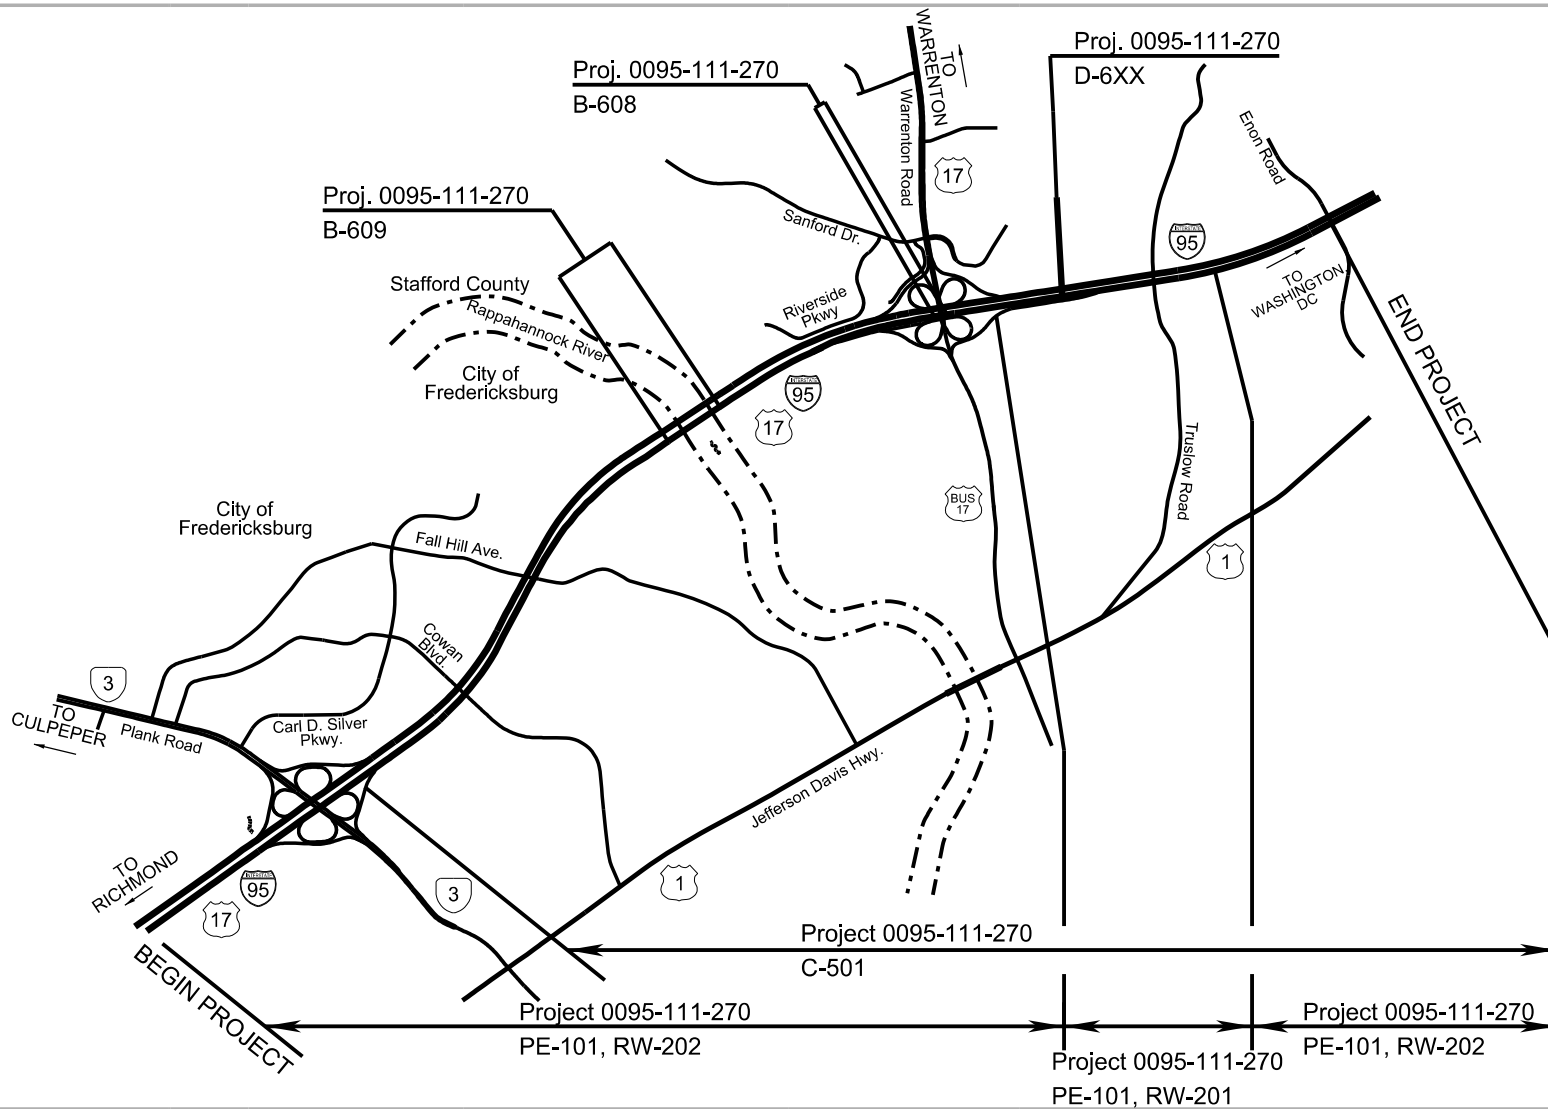 TO
WARRENTON
Warrenton Road
17
Proj. 0095-111-270
D-6XX
Proj. 0095-111-270
B-608
Enon Road
Proj. 0095-111-270
B-609
Sanford Dr.
INTERSTATE
95
TO
WASHINGTON,
DC
Stafford County
Rappahannock River
Riverside
Pkwy
END PROJECT
City of
Fredericksburg
INTERSTATE
95
17
Truslow Road
BUS
17
City of
Fredericksburg
Fall Hill Ave.
1
Cowan
Blvd.
3
TO
CULPEPER
Plank Road
Carl D. Silver
Pkwy.
Jefferson Davis Hwy.
TO
RICHMOND
INTERSTATE
95
17
3
1
BEGIN PROJECT
Project 0095-111-270
C-501
Project 0095-111-270
PE-101, RW-202
Project 0095-111-270
PE-101, RW-201
Project 0095-111-270
PE-101, RW-202